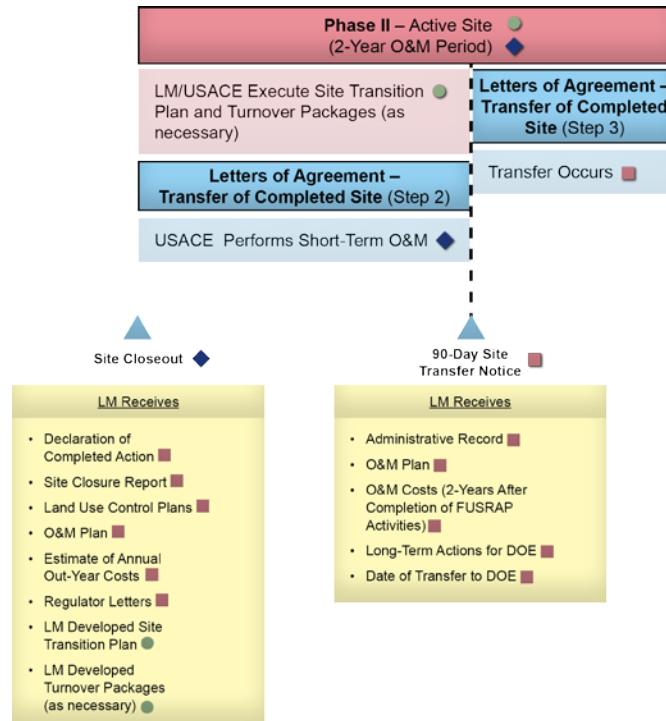 Phase II – Active Site
(2-Year O&M Period)
LM/USACE Execute Site Transition
Plan and Turnover Packages (as
necessary)
Letters of Agreement –
Transfer of Completed
Site (Step 3)
Letters of Agreement –
Transfer of Completed Site (Step 2)
Transfer Occurs
USACE Performs Short-Term O&M
Site Closeout
90-Day Site
Transfer Notice
LM Receives
• Declaration of
Completed Action
• Site Closure Report
• Land Use Control Plans
• O&M Plan
• Estimate of Annual
Out-Year Costs
• Regulator Letters
• LM Developed Site
Transition Plan
• LM Developed
Turnover Packages
(as necessary)
LM Receives
• Administrative Record
• O&M Plan
• O&M Costs (2-Years After
Completion of FUSRAP
Activities)
• Long-Term Actions for DOE
• Date of Transfer to DOE